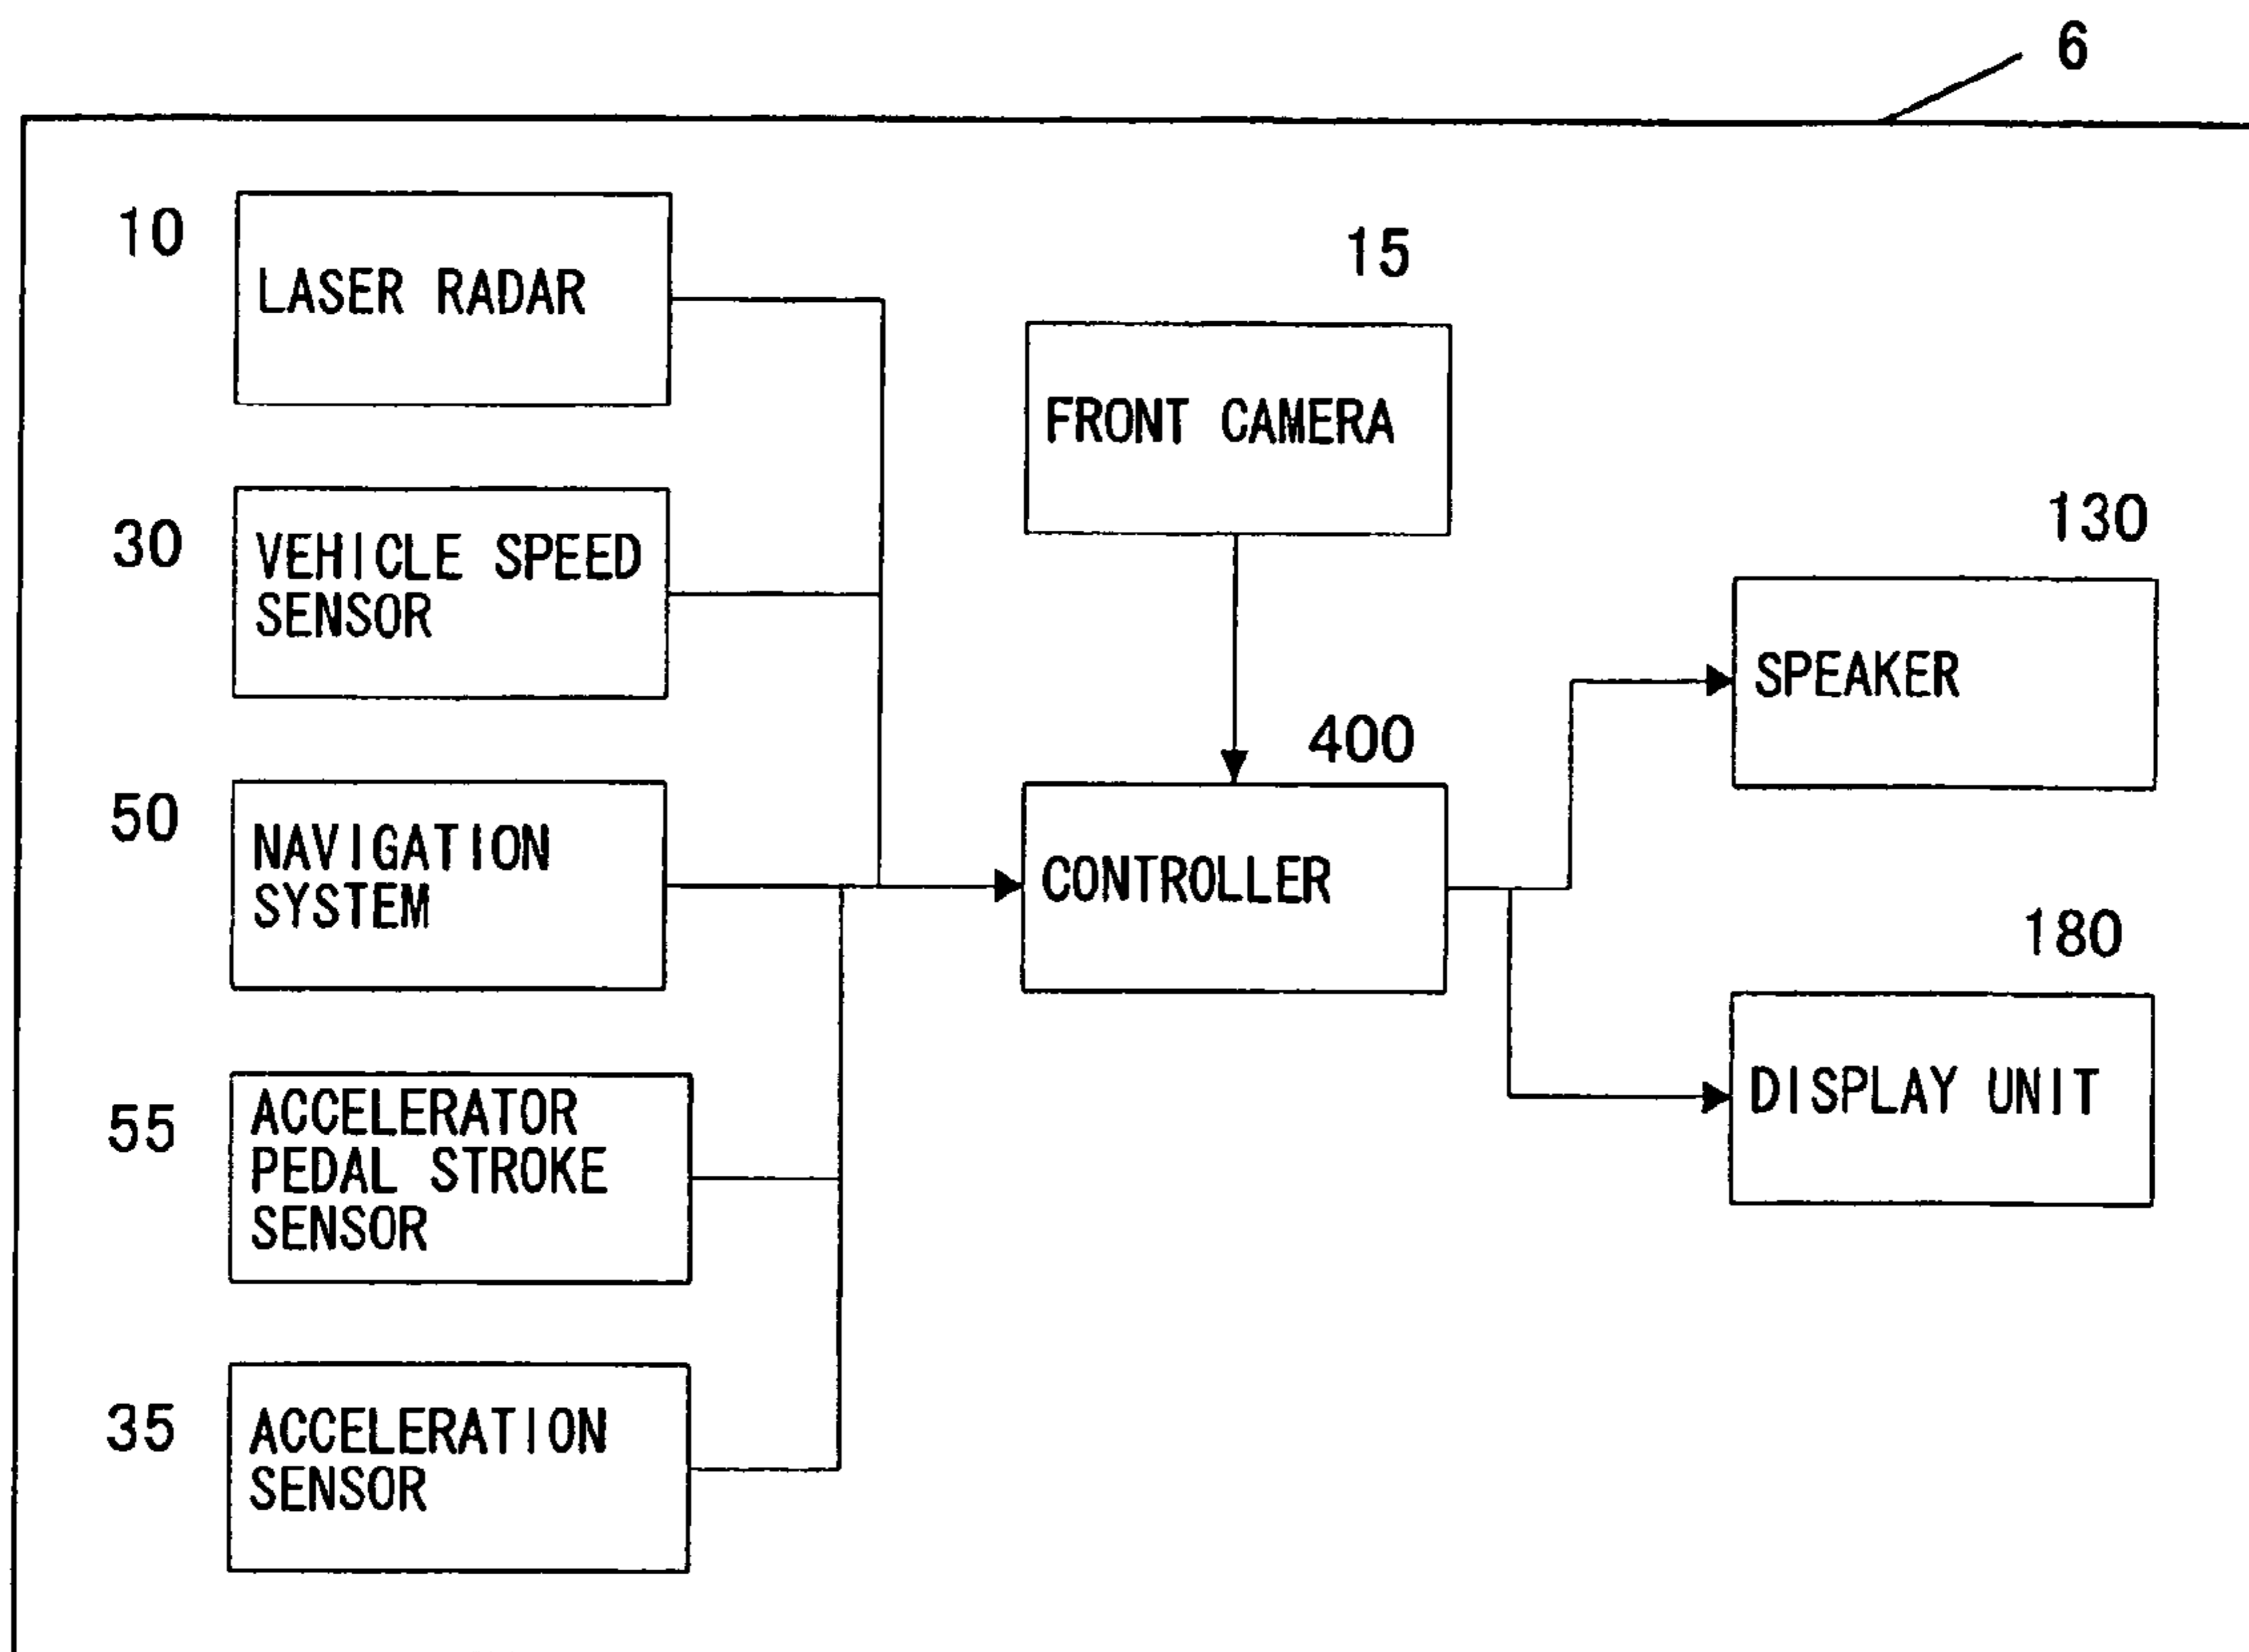 6
10
LASER RADAR
15
FRONT CAMERA
30
VEHICLE SPEED
SENSOR
130
SPEAKER
50
NAVIGATION
SYSTEM
400
CONTROLLER
180
DISPLAY UNIT
55
ACCELERATOR
PEDAL STROKE
SENSOR
35
ACCELERATION
SENSOR